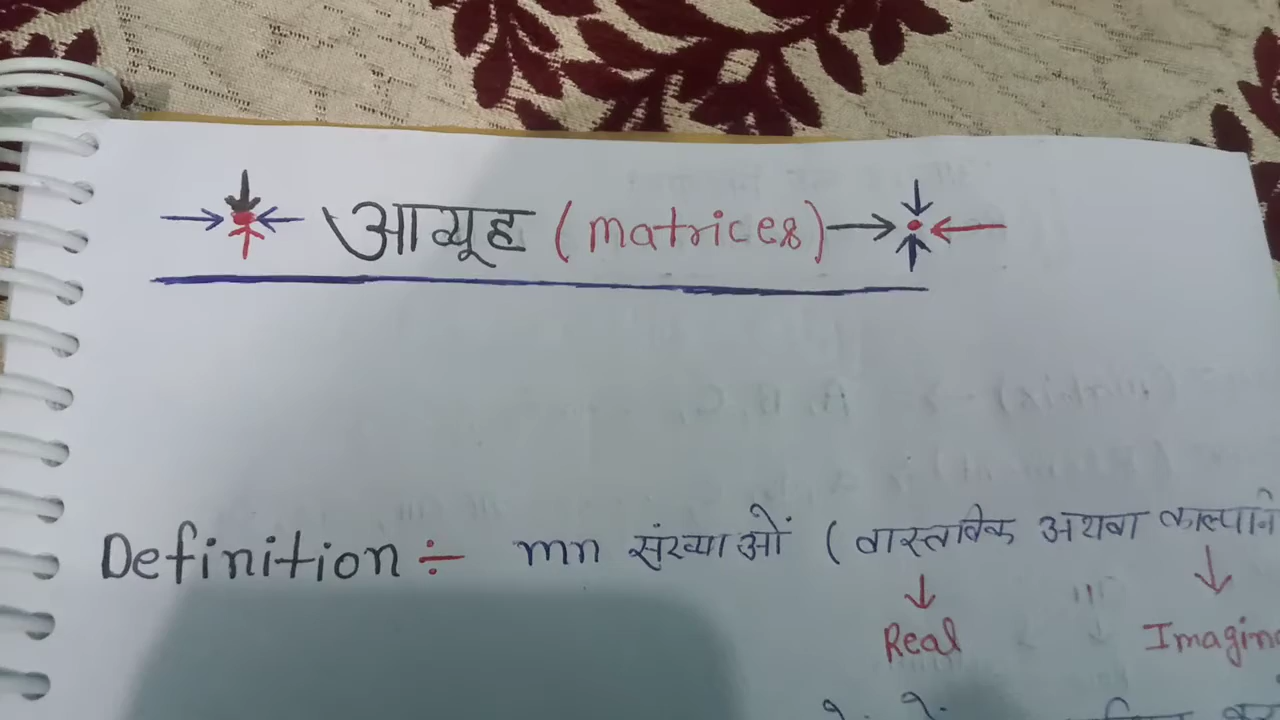 आव्यूह (matrices)
Definition ÷ mn संख्याओं (वास्तविक अथवा
Real